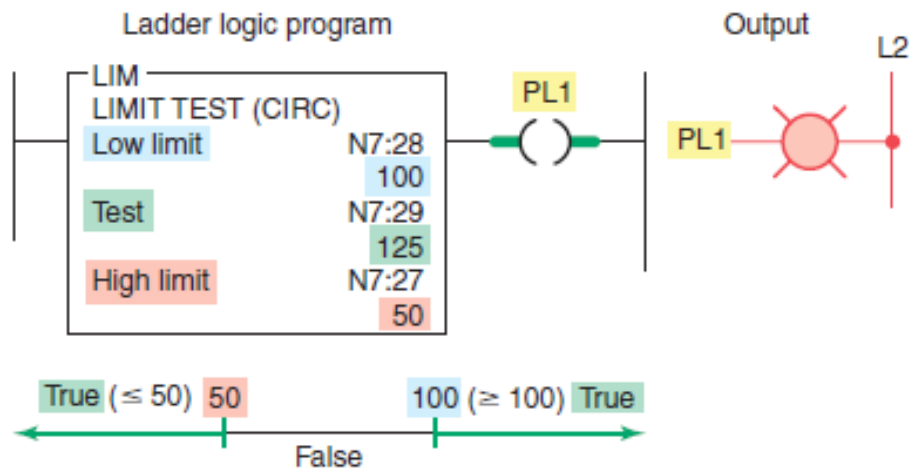 Ladder logic program
Output
L2
LIM
LIMIT TEST (CIRC)
PL1
Low limit N7:28
100
PL1
Test N7:29
125
High limit N7:27
50
True (≤ 50) 50 100 (≥ 100) True
False